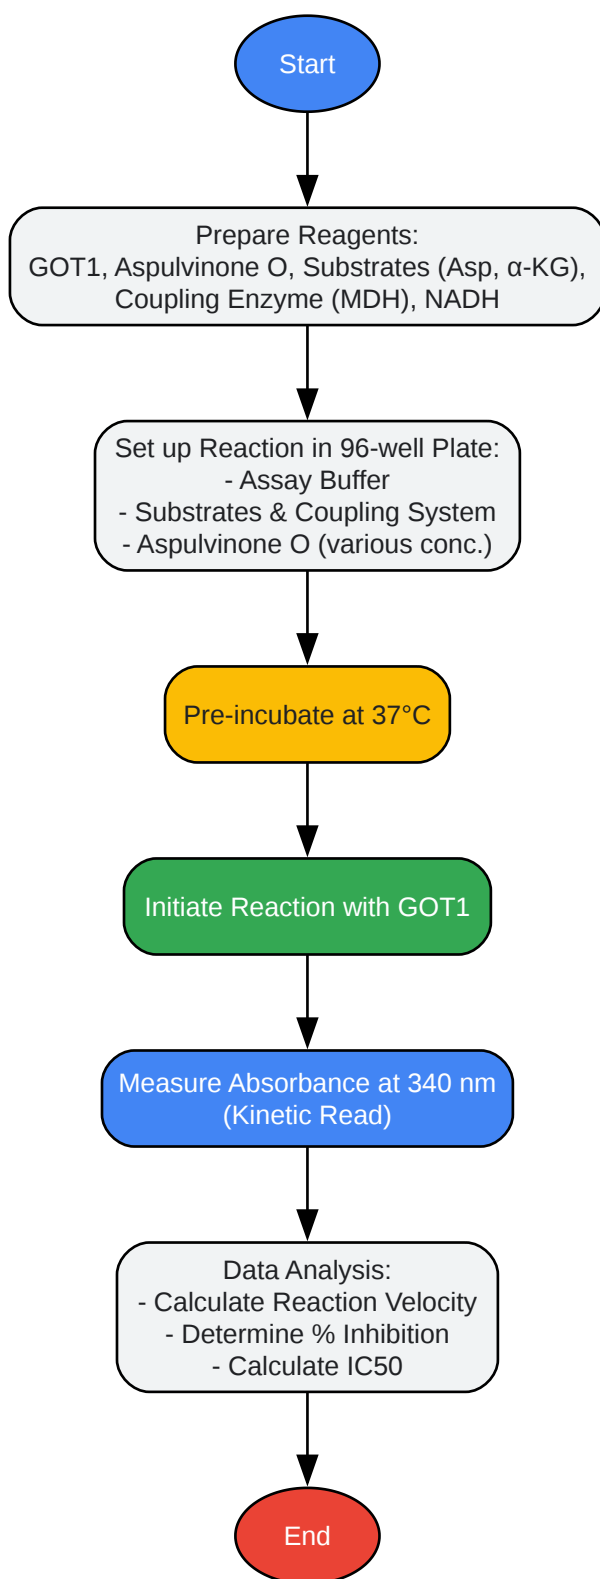 Start
Prepare Reagents:
GOT1, Aspulvinone O, Substrates (Asp, α-KG),
Coupling Enzyme (MDH), NADH
Set up Reaction in 96-well Plate:
- Assay Buffer
- Substrates & Coupling System
- Aspulvinone O (various conc.)
Pre-incubate at 37°C
Initiate Reaction with GOT1
Measure Absorbance at 340 nm
(Kinetic Read)
Data Analysis:
- Calculate Reaction Velocity
- Determine % Inhibition
- Calculate IC50
End